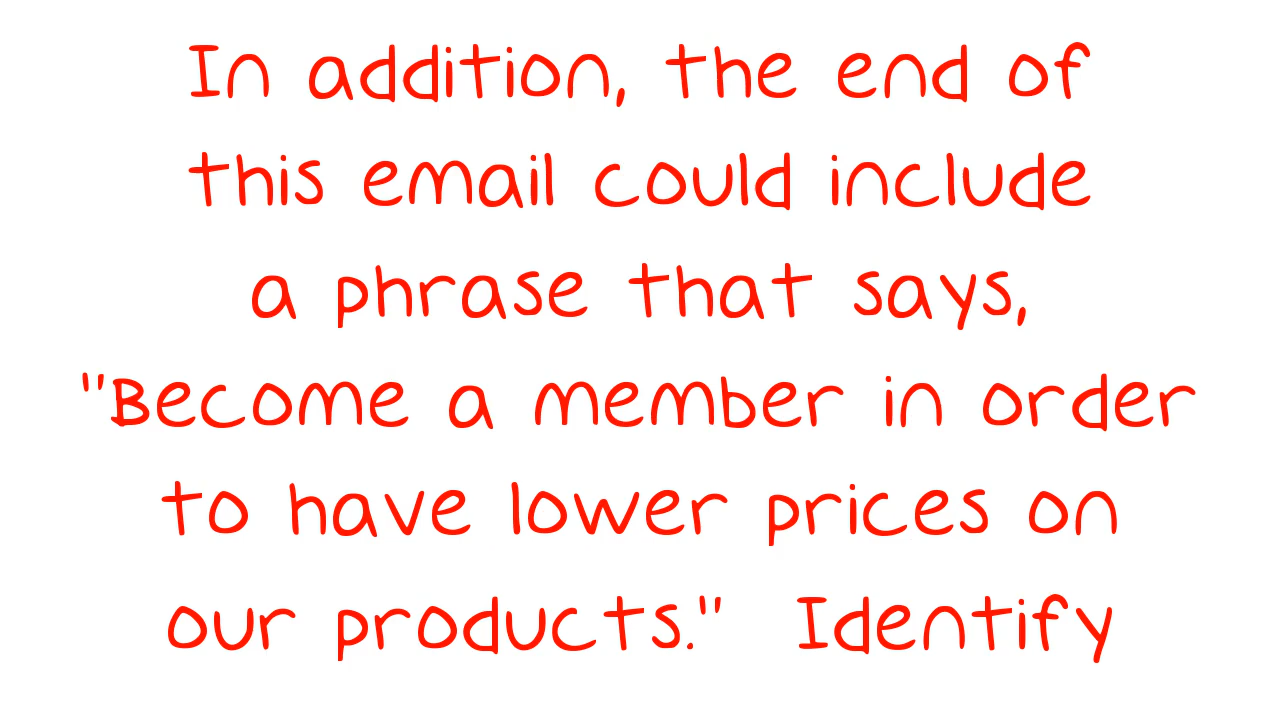 In addition, the end of
this email could include
a phrase that says,
"Become a member in order
to have lower prices on
our products."  Identify